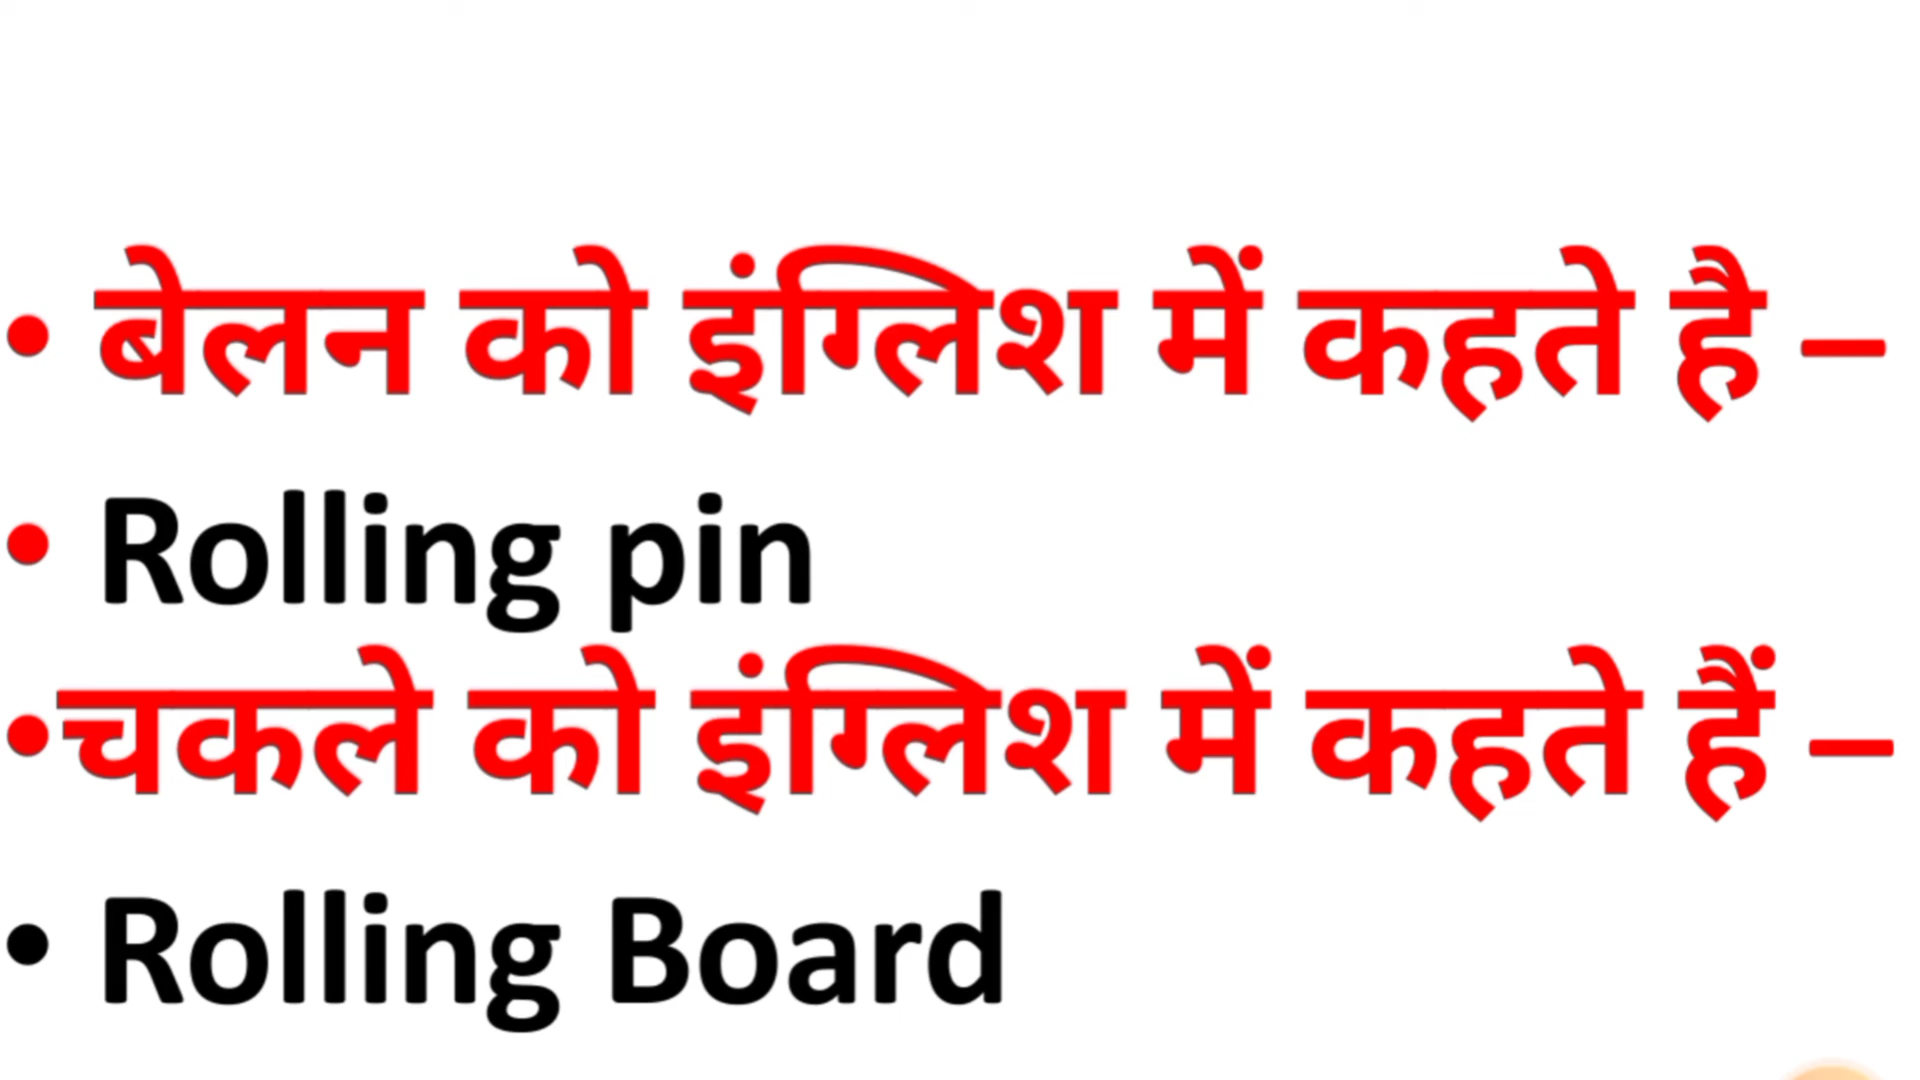 • बेलन को इंग्लिश में कहते है –
• Rolling pin
•चकले को इंग्लिश में कहते हैं –
• Rolling Board